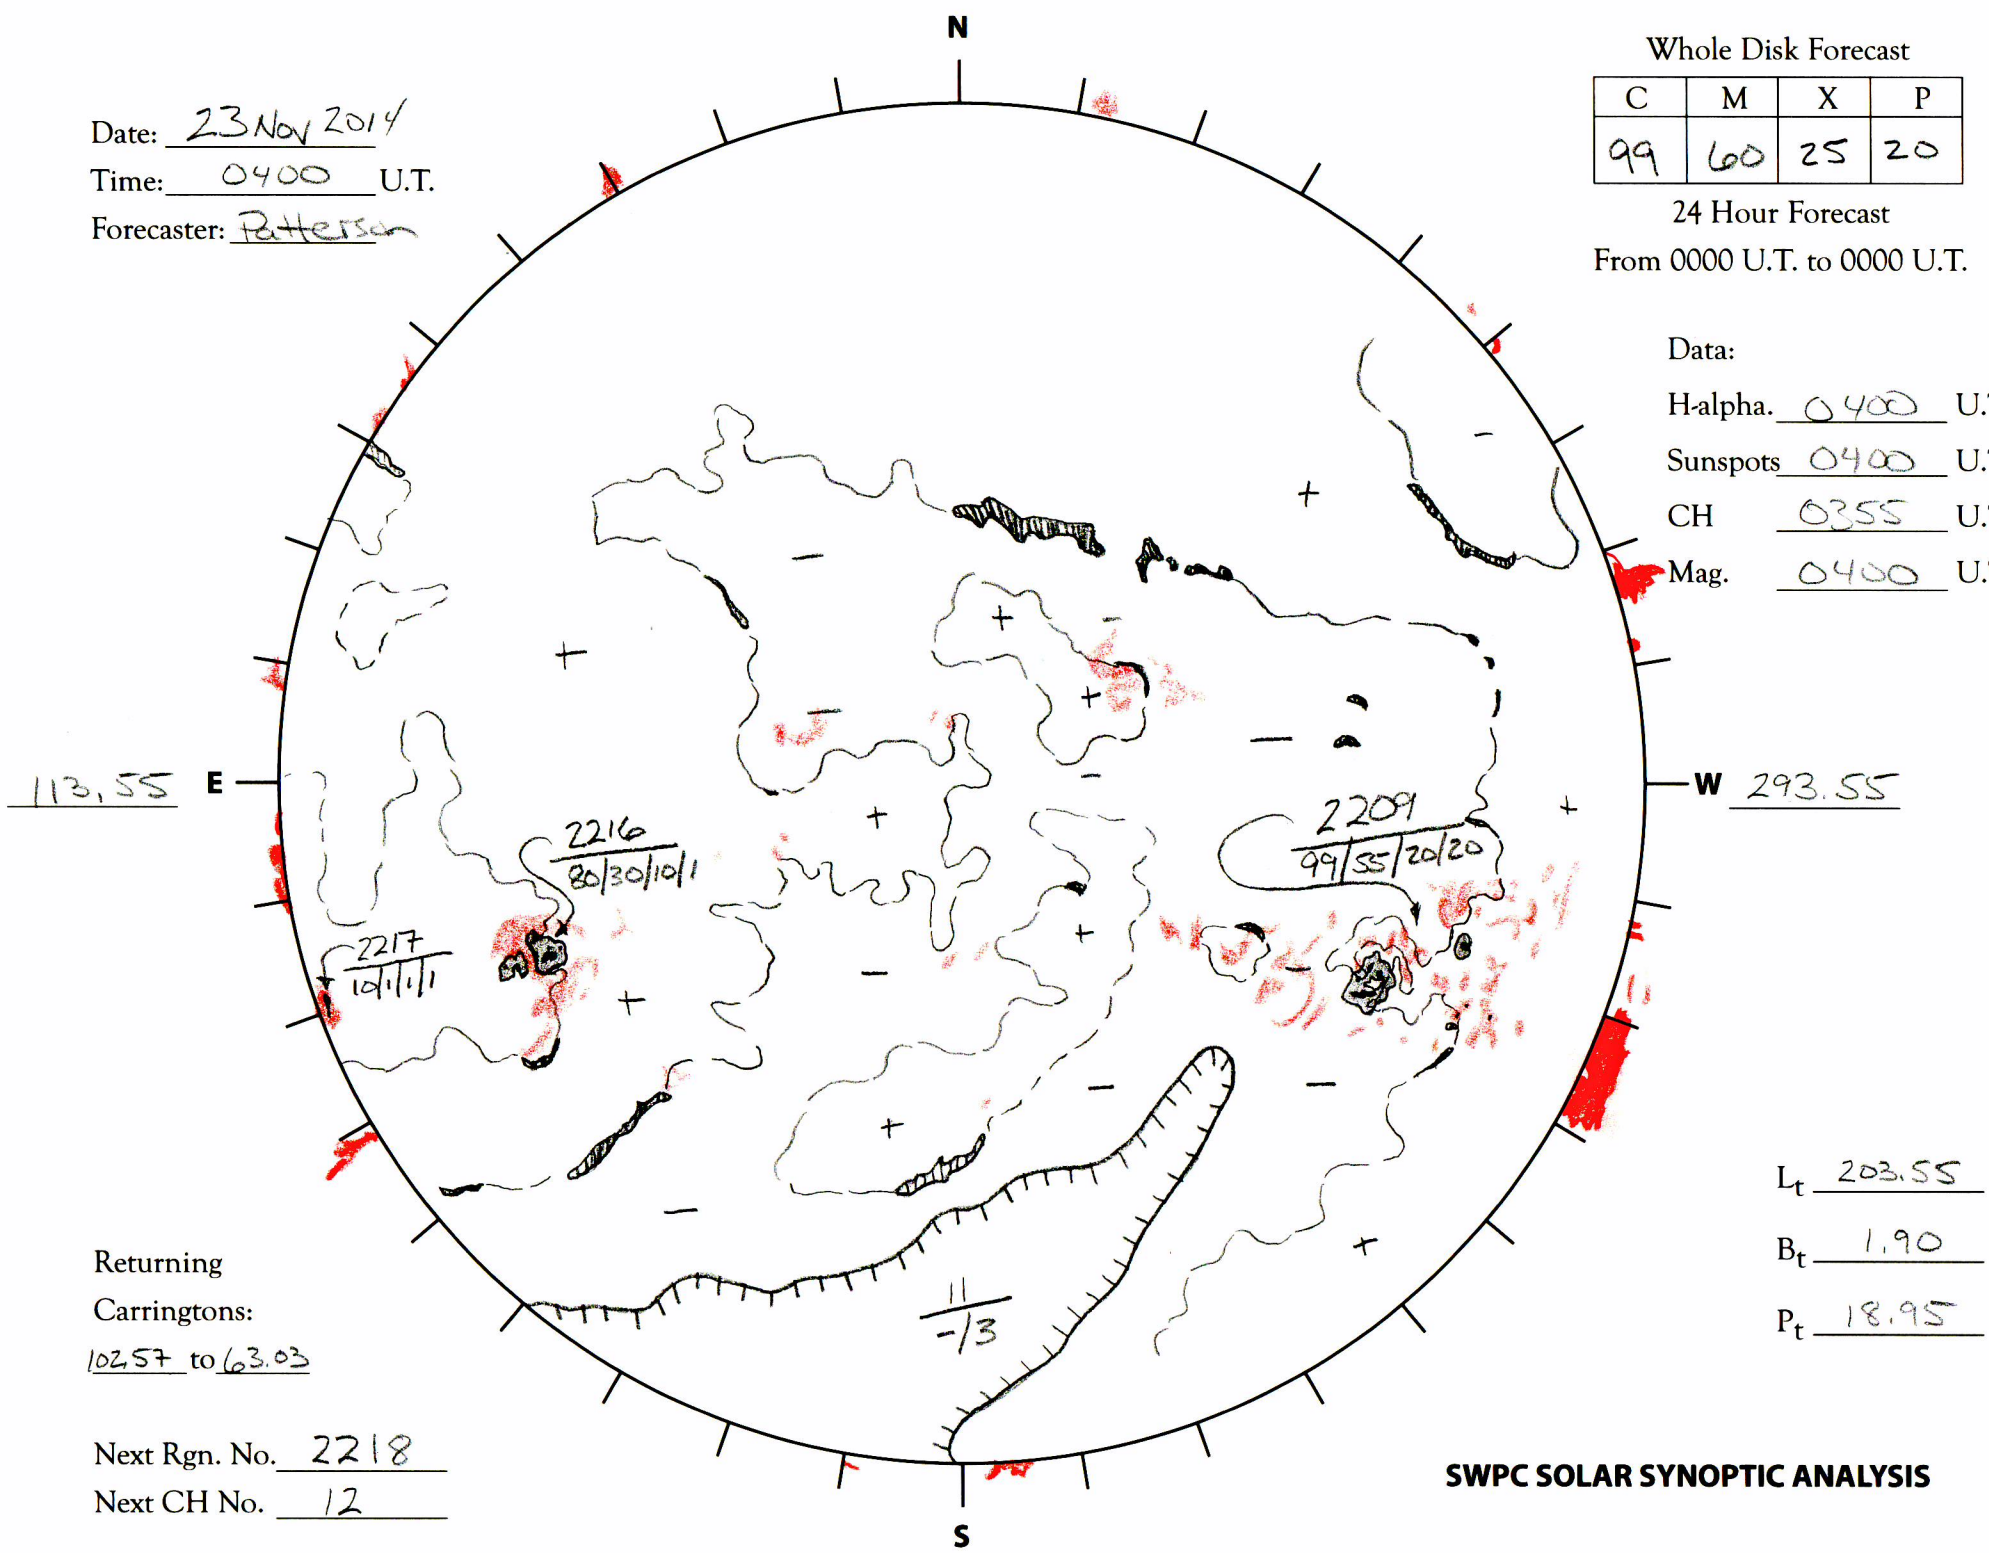 N
Date: 23 Nov 2014
Time: 0400 U.T.
Forecaster: Patterson
Whole Disk Forecast
C M X P
99 60 25 20
24 Hour Forecast
From 0000 U.T. to 0000 U.T.
Data:
H-alpha. 0400 U.
Sunspots 0400 U.
CH 0355 U.
Mag. 0400 U.
113.55 E
W 293.55
2216
80/30/10/1
2209
99/55/20/20
2217
10/1/1/1
11
-/3
Lt 203.55
Bt 1.90
Pt 18.95
Returning
Carringtons:
102.57 to 63.03
Next Rgn. No. 2218
Next CH No. 12
SWPC SOLAR SYNOPTIC ANALYSIS
S